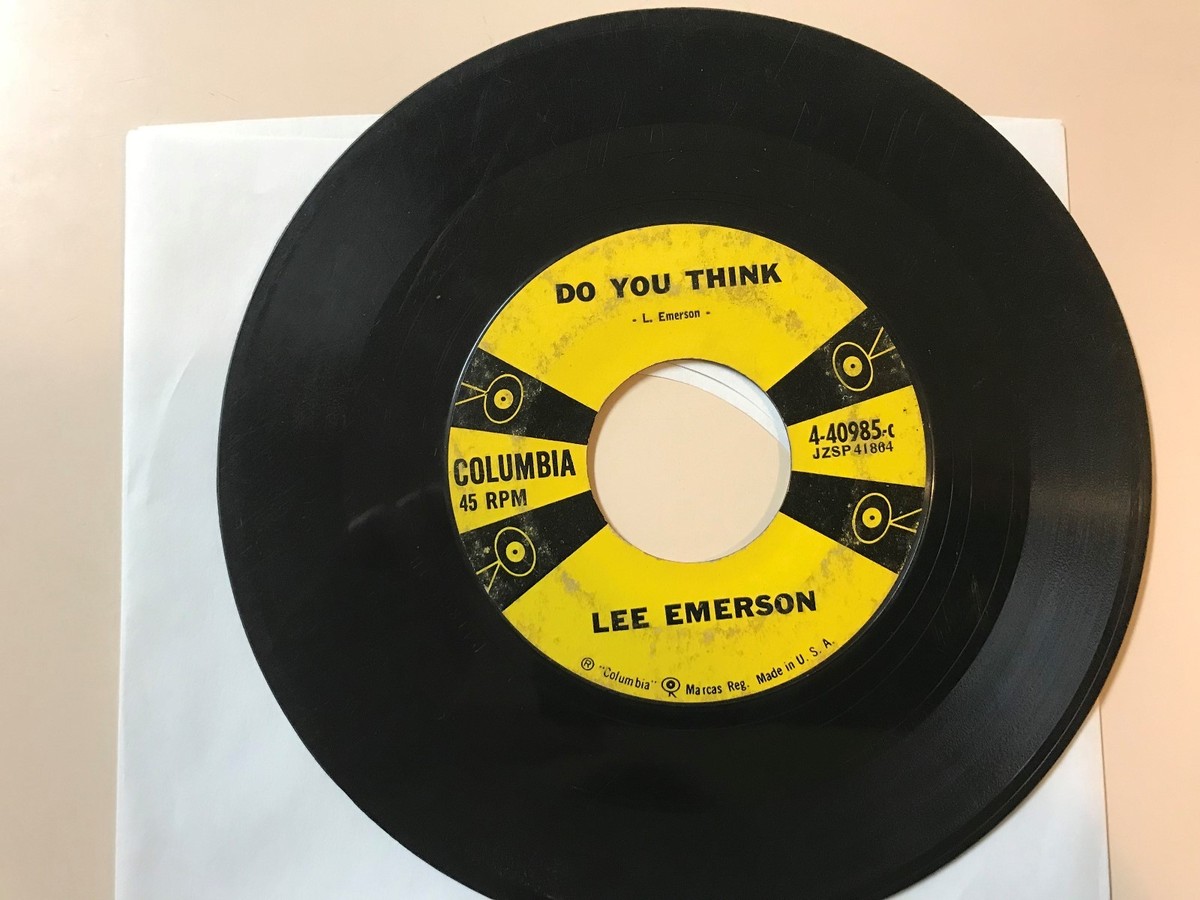 DO YOU THINK
- L. Emerson -
COLUMBIA
45 RPM
4-40985-c
JZSP 41864
LEE EMERSON
® "Columbia" Marcas Reg. Made in U. S. A.